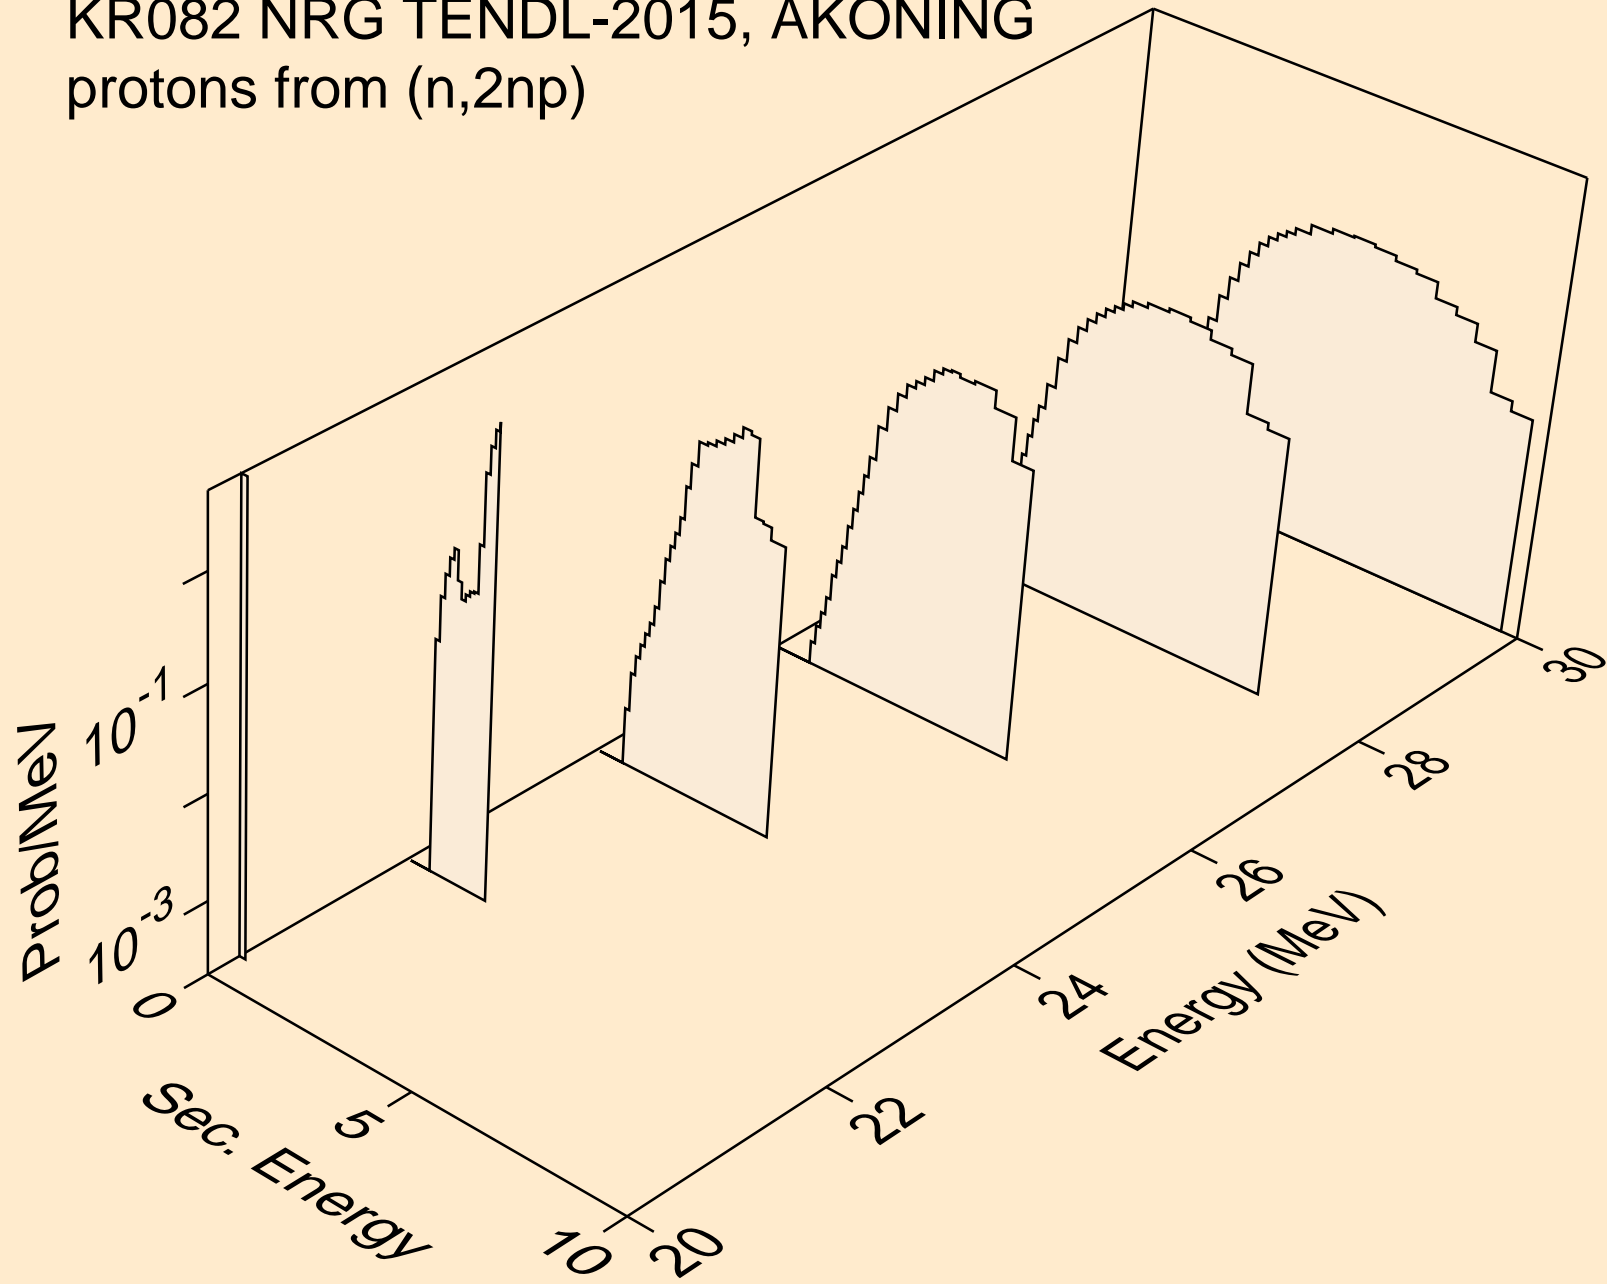 KR082 NRG TENDL-2015, AKONING
protons from (n,2np)
Prob/MeV
10-1
10-3
0
5
10
Sec. Energy
20
22
24
26
28
30
Energy (MeV)